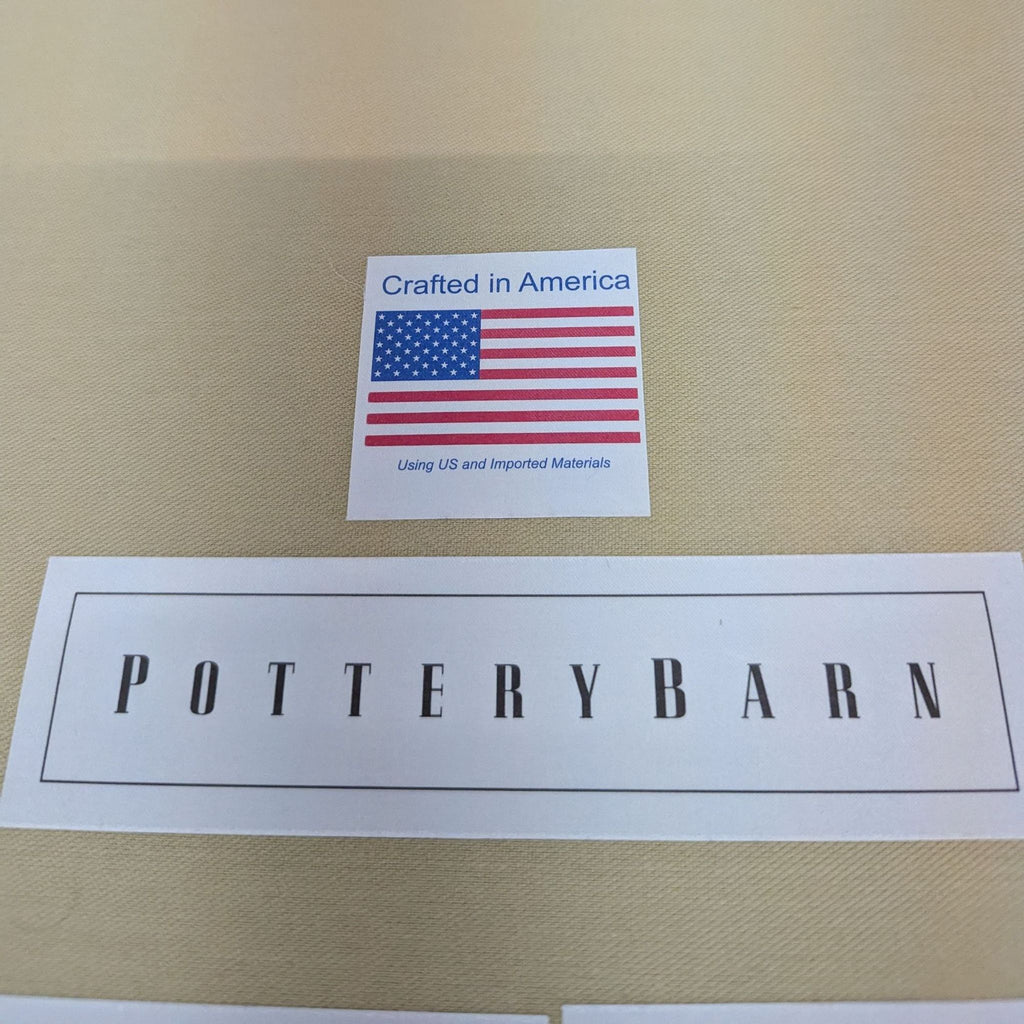 Crafted in America
Using US and Imported Materials
POTTERYBARN